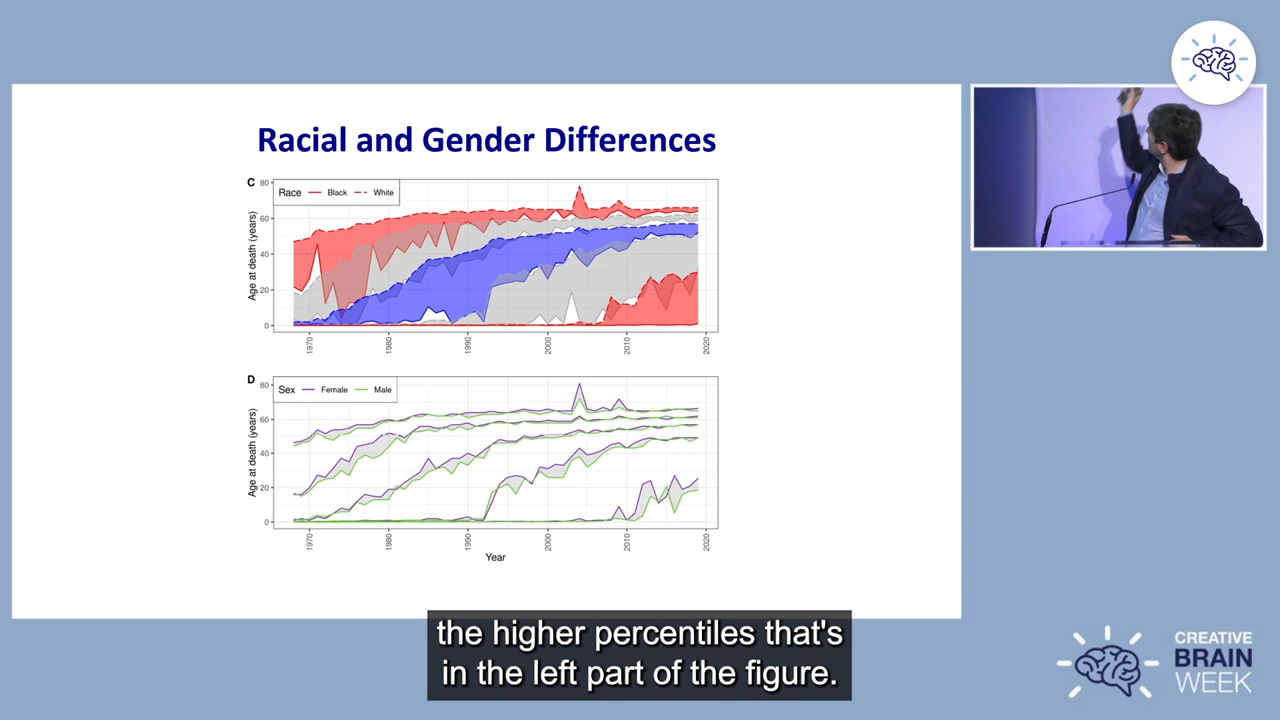 Racial and Gender Differences
C
Race Black White
Age at death (years)
80
60
40
20
0
1970 1980 1990 2000 2010 2020
D
Sex Female Male
Age at death (years)
80
60
40
20
0
1970 1980 1990 2000 2010 2020
Year
the higher percentiles that's
in the left part of the figure.
CREATIVE
BRAIN
WEEK